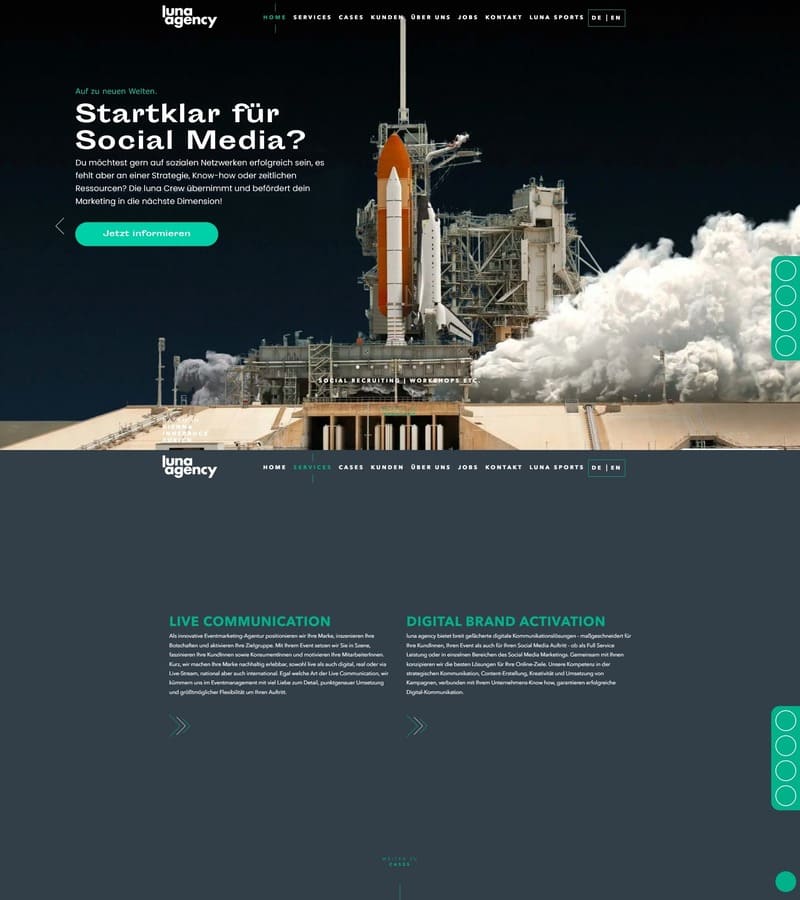 luna
agency
HOME SERVICES CASES KUNDEN ÜBER UNS JOBS KONTAKT LUNA SPORTS DE | EN
Auf zu neuen Welten.
Startklar für
Social Media?
Du möchtest gern auf sozialen Netzwerken erfolgreich sein, es
fehlt aber an einer Strategie, Know-how oder zeitlichen
Ressourcen? Die luna Crew übernimmt und befördert dein
Marketing in die nächste Dimension!
Jetzt informieren
SOCIAL RECRUITING | WORKSHOPS ETC.
luna
agency
HOME SERVICES CASES KUNDEN ÜBER UNS JOBS KONTAKT LUNA SPORTS DE | EN
LIVE COMMUNICATION
Als innovative Eventmarketing-Agentur positionieren wir Ihre Marke, inszenieren Ihre
Botschaften und aktivieren Ihre Zielgruppe. Mit Ihrem Event setzen wir Sie in Szene,
faszinieren Ihre KundInnen sowie KonsumentInnen und motivieren Ihre MitarbeiterInnen.
Kurz, wir machen Ihre Marke nachhaltig erlebbar, sowohl live als auch digital, real oder via
Live-Stream, national aber auch international. Egal welche Art der Live Communication, wir
kümmern uns im Eventmanagement mit viel Liebe zum Detail, punktgenauer Umsetzung
und größtmöglicher Flexibilität um Ihren Auftritt.
DIGITAL BRAND ACTIVATION
luna agency bietet breit gefächerte digitale Kommunikationslösungen - maßgeschneidert für
Ihre KundInnen, Ihren Event als auch für Ihren Social Media Auftritt - ob als Full Service
Leistung oder in einzelnen Bereichen des Social Media Marketings. Gemeinsam mit Ihnen
konzipieren wir die besten Lösungen für Ihre Online-Ziele. Unsere Kompetenz in der
strategischen Kommunikation, Content-Erstellung, Kreativität und Umsetzung von
Kampagnen, verbunden mit Ihrem Unternehmens-Know how, garantieren erfolgreiche
Digital-Kommunikation.
WEITER ZU
CASES